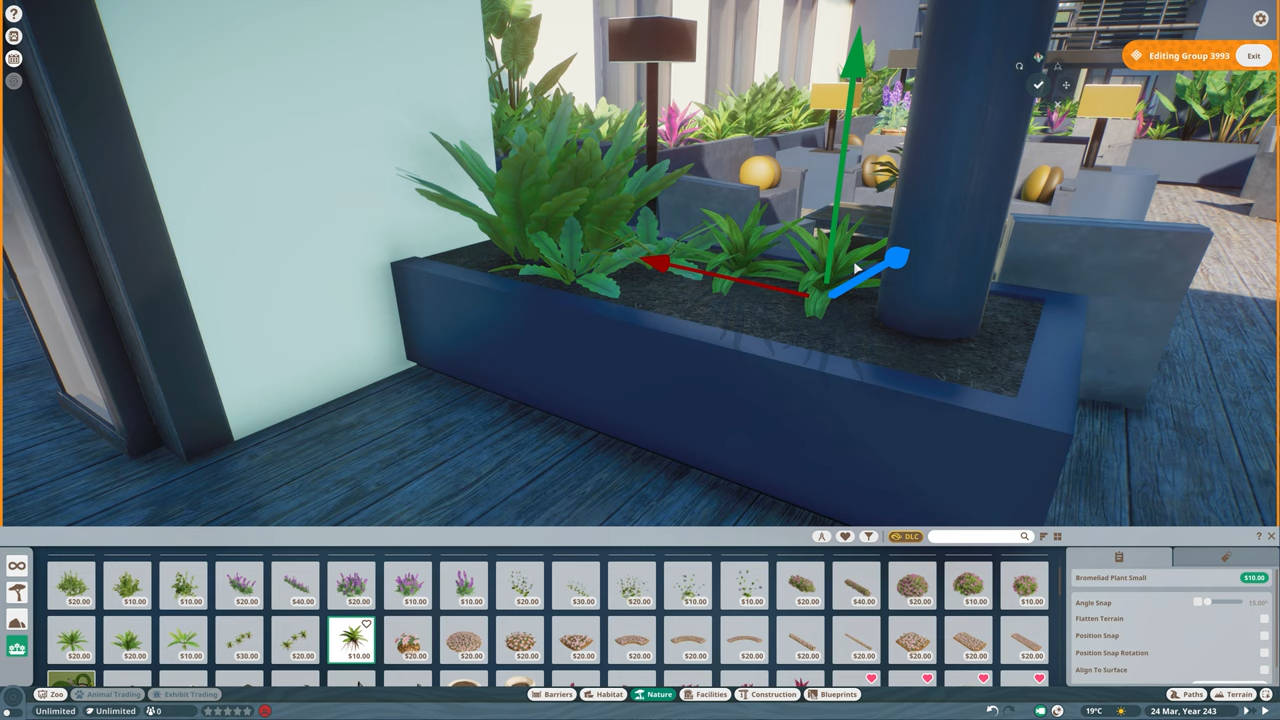 Editing Group 3993
Exit
DLC
$20.00 $10.00 $10.00 $20.00 $40.00 $20.00 $10.00 $10.00 $20.00 $30.00 $20.00 $10.00 $10.00 $20.00 $40.00 $20.00 $10.00 $10.00
$20.00 $20.00 $10.00 $30.00 $20.00 $10.00 $20.00 $20.00 $20.00 $20.00 $20.00 $20.00 $20.00 $20.00 $20.00 $20.00 $20.00 $20.00
Bromeliad Plant Small $10.00
Angle Snap 15.00°
Flatten Terrain
Position Snap
Position Snap Rotation
Align To Surface
Zoo Animal Trading Exhibit Trading Barriers Habitat Nature Facilities Construction Blueprints Paths Terrain
Unlimited Unlimited 0 19°C 24 Mar, Year 243